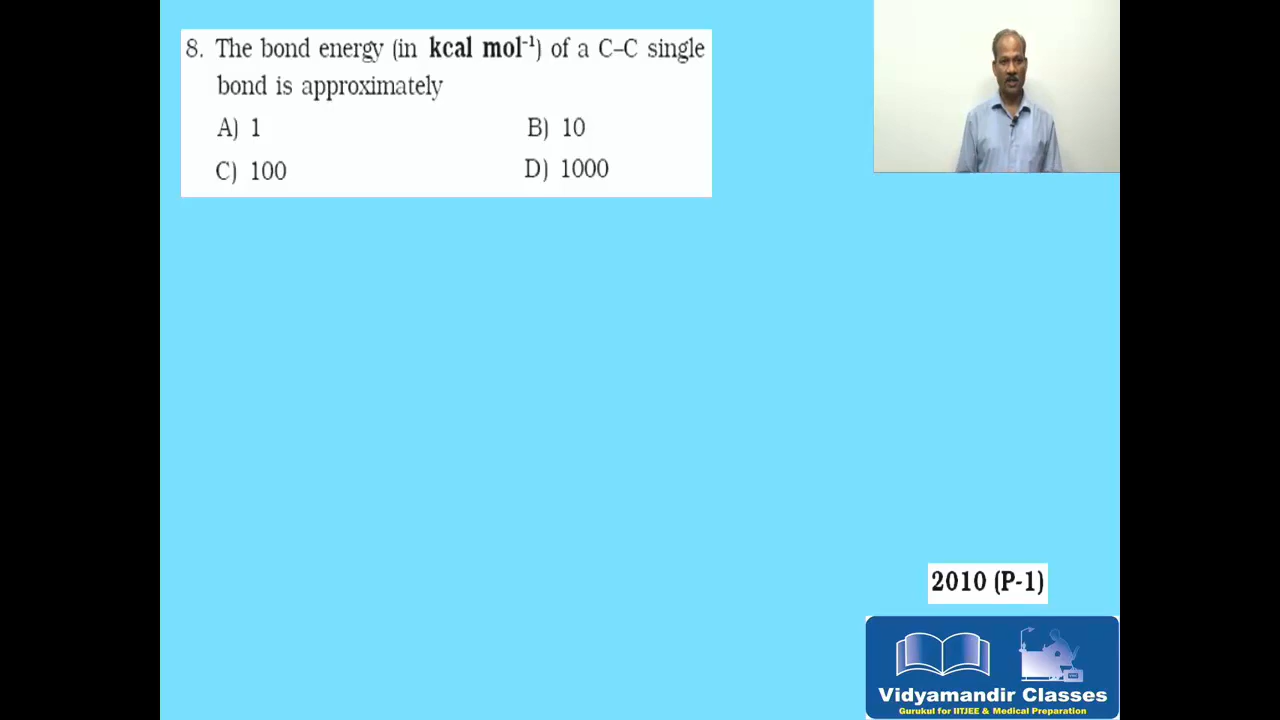 8. The bond energy (in kcal mol⁻¹) of a C–C single
bond is approximately
A) 1 B) 10
C) 100 D) 1000
2010 (P-1)
Vidyamandir Classes
Gurukul for IITJEE & Medical Preparation